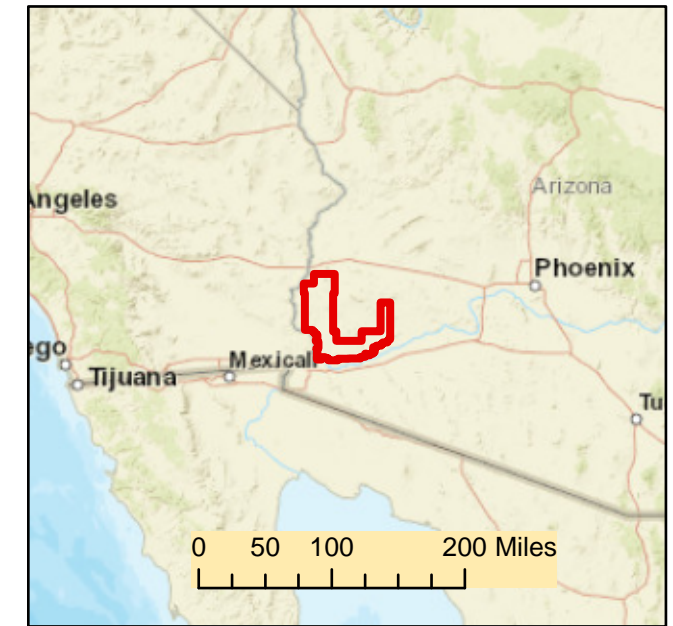 Arizona
Angeles
Phoenix
ego
Mexicali
Tijuana
Tu
0 50 100 200 Miles